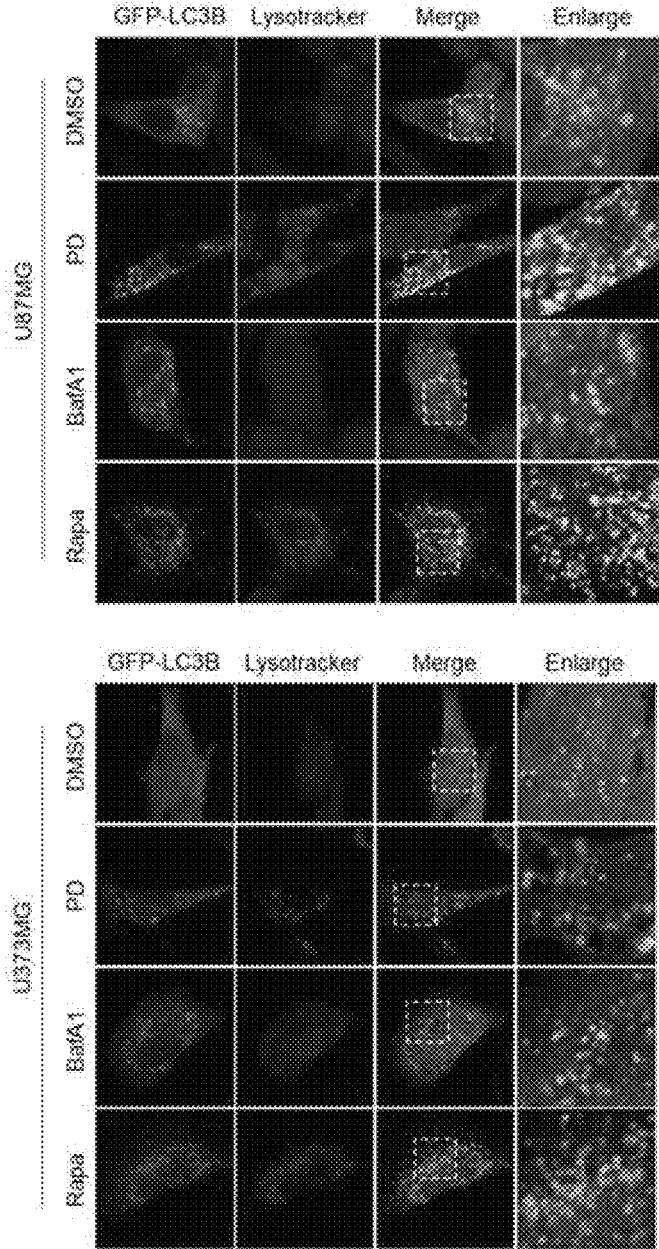 GFP-LC3B Lysotracker Merge Enlarge
U87MG
DMSO
PD
BafA1
Rapa
GFP-LC3B Lysotracker Merge Enlarge
U373MG
DMSO
PD
BafA1
Rapa